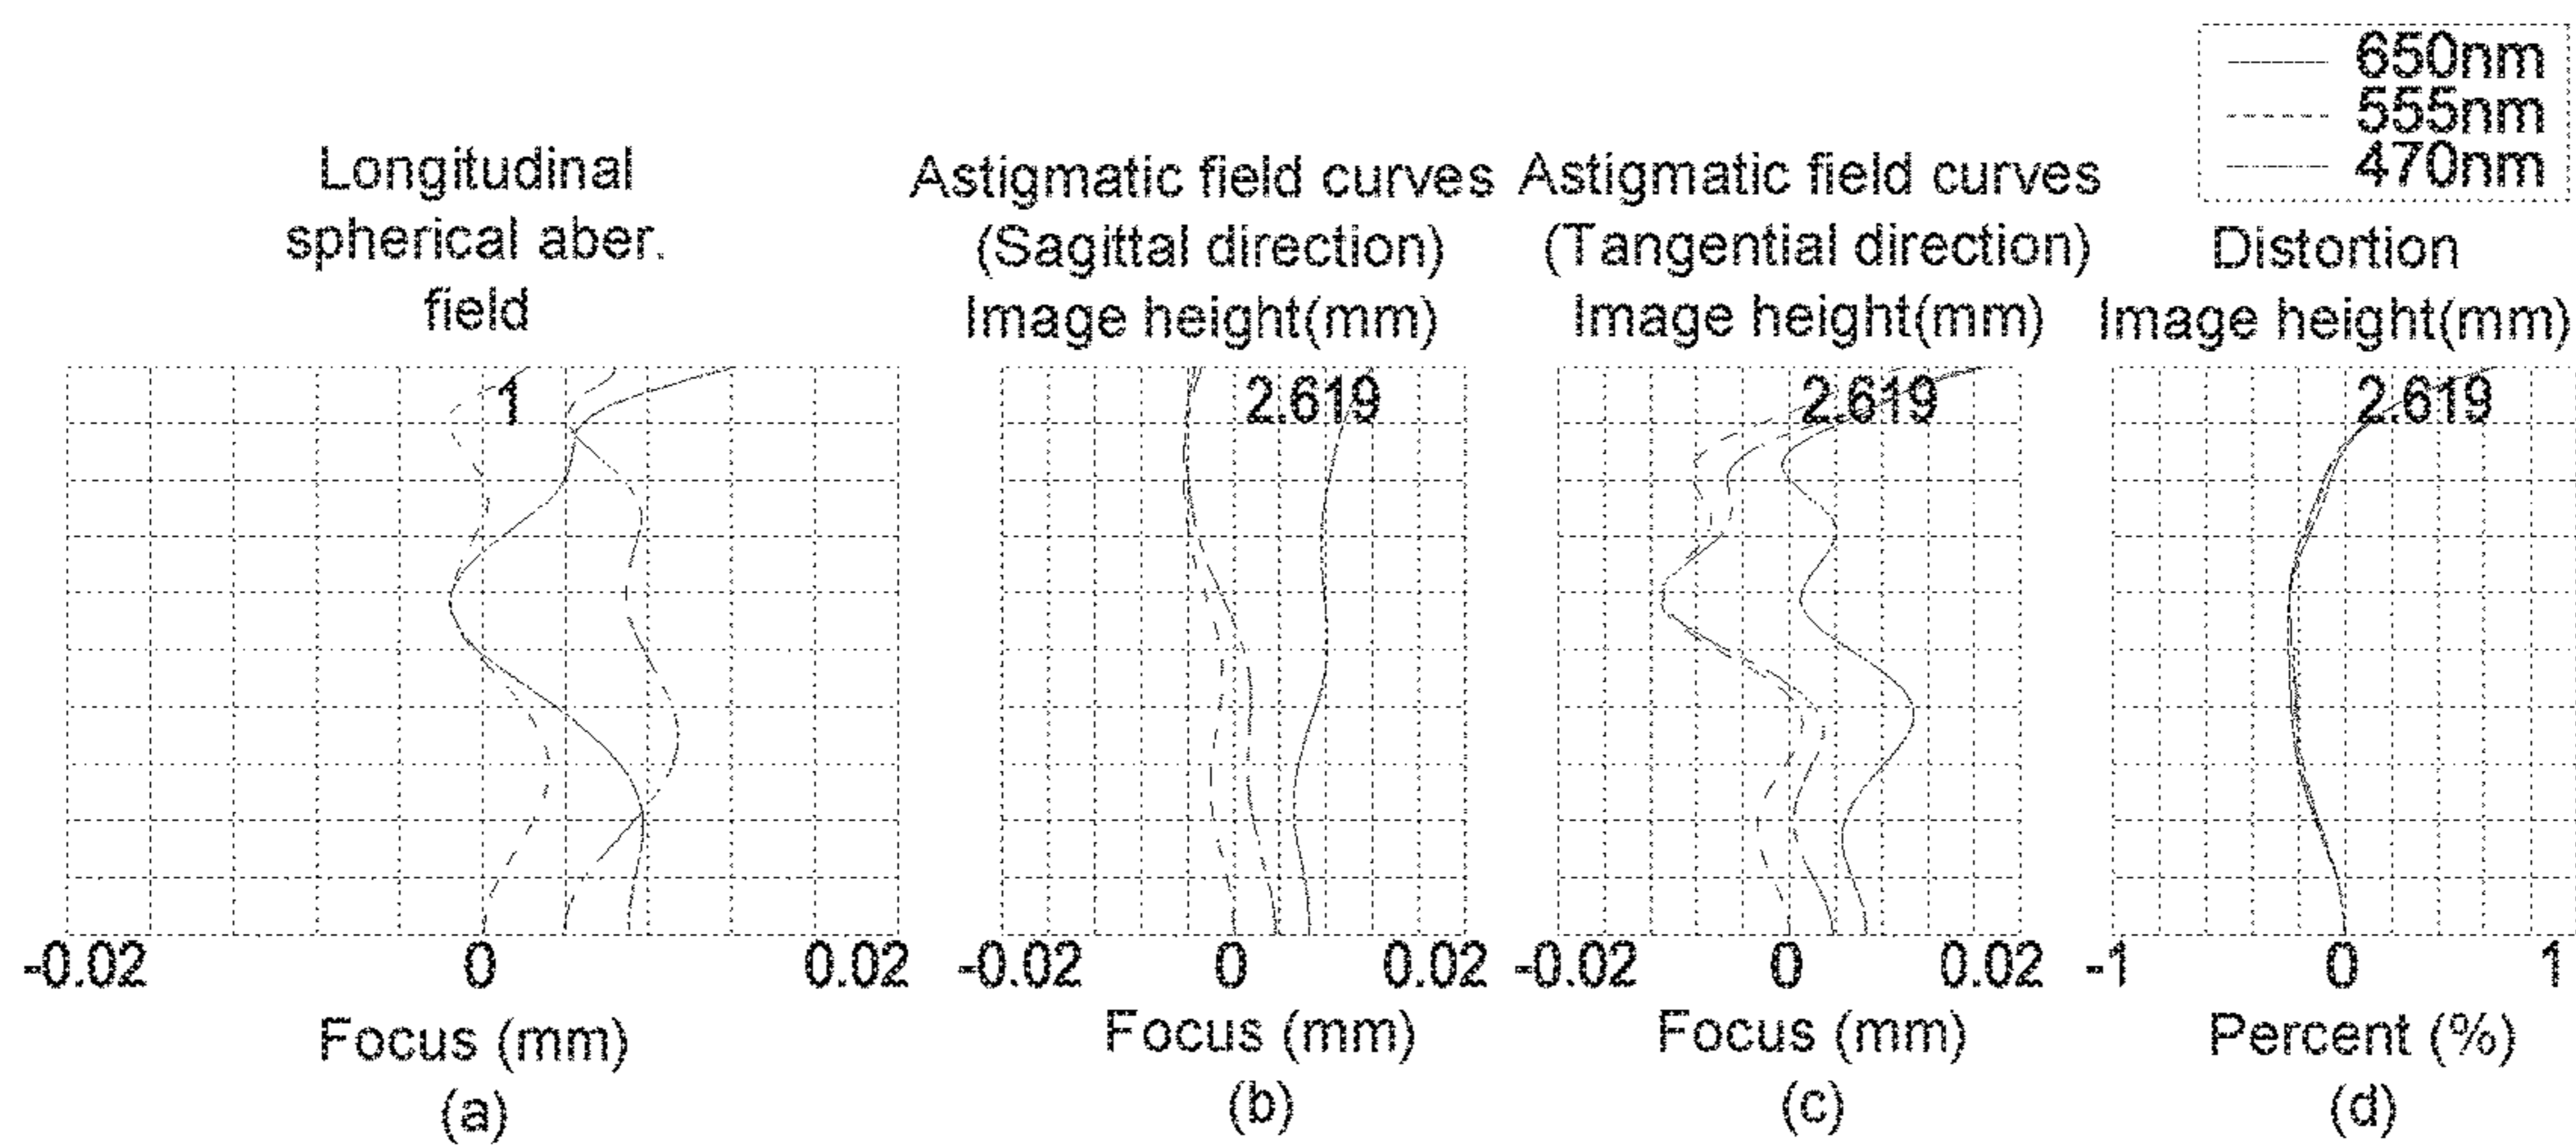 650nm
555nm
470nm
Longitudinal
spherical aber.
field
1
-0.02 0 0.02
Focus (mm)
(a)
Astigmatic field curves
(Sagittal direction)
Image height(mm)
2.619
-0.02 0 0.02
Focus (mm)
(b)
Astigmatic field curves
(Tangential direction)
Image height(mm)
2.619
-0.02 0 0.02
Focus (mm)
(c)
Distortion
Image height(mm)
2.619
-1 0 1
Percent (%)
(d)